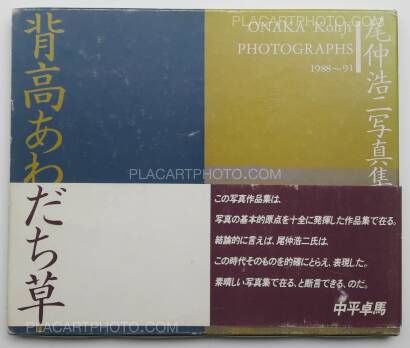 背高あわだち草
ONAKA Kohji
PHOTOGRAPHS
1988〜91
尾仲浩二写真集
この写真作品集は、
写真の基本的原点を十全に発揮した作品集で在る。
結論的に言えば、尾仲浩二氏は、
この時代そのものを的確にとらえ、表現した。
素晴しい写真集で在る、と断言できる、のだ。
中平卓馬
PLACARTPHOTO.COM
PLACARTPHOTO.COM
PLACARTPHOTO.COM
PLACARTPHOTO.COM